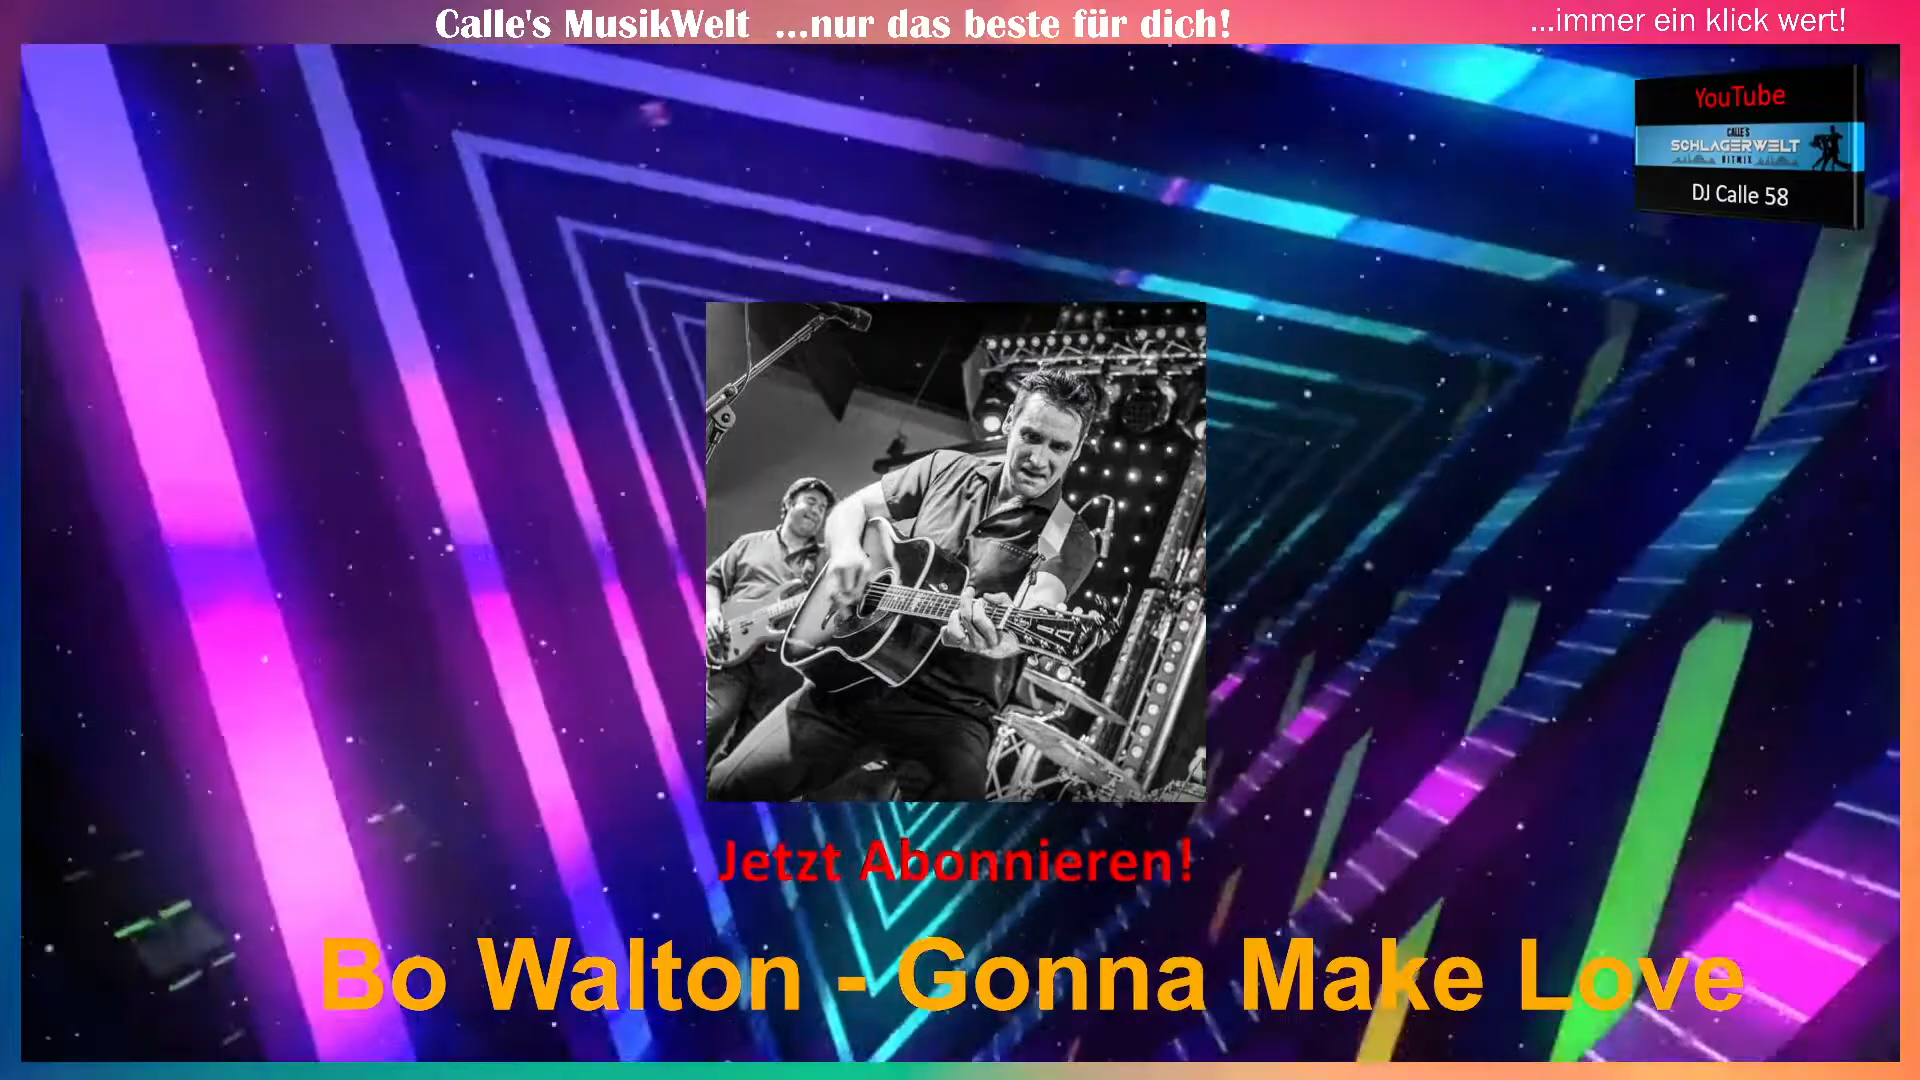 Calle's MusikWelt ...nur das beste für dich!
...immer ein klick wert!
YouTube
CALLE'S
SCHLAGERWELT
HITMIX
DJ Calle 58
Jetzt Abonnieren!
Bo Walton - Gonna Make Love